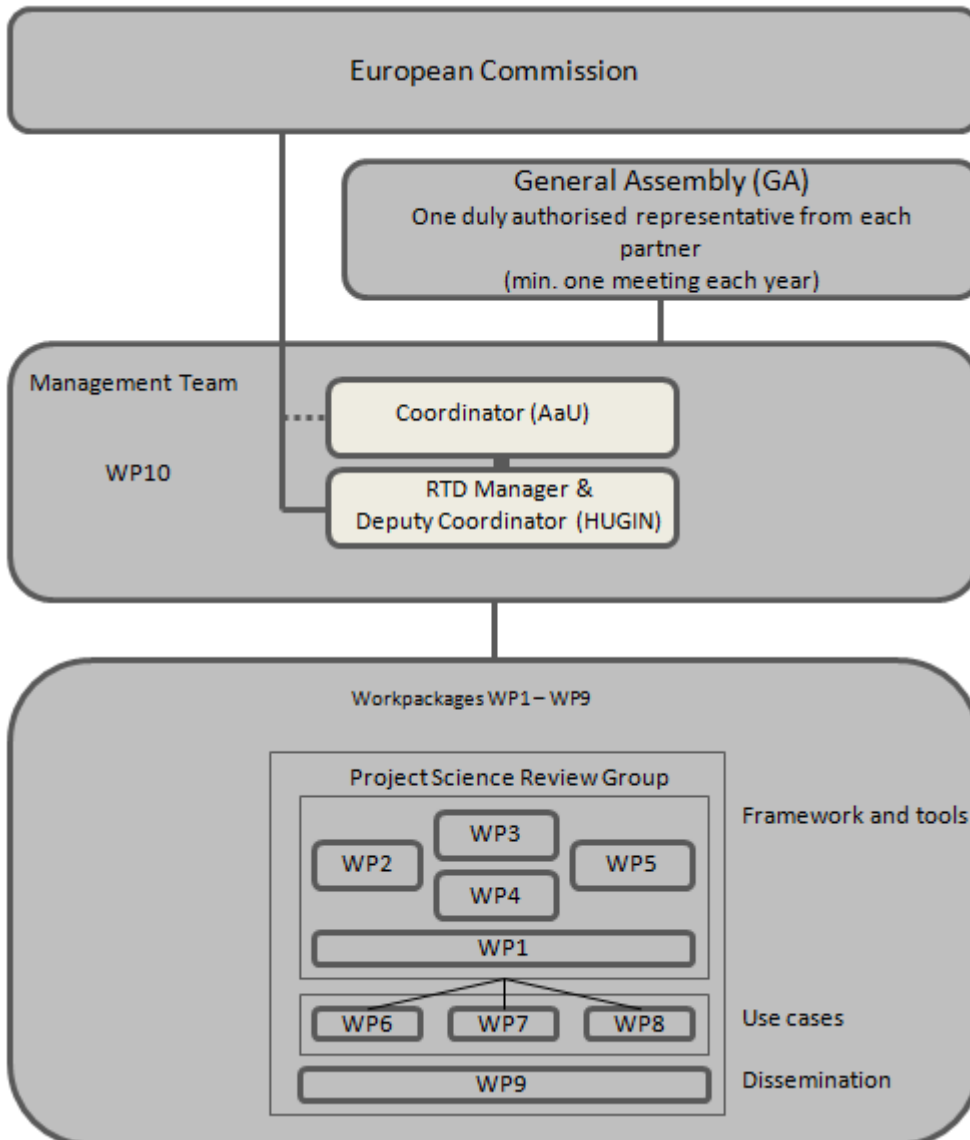 European Commission
General Assembly (GA)
One duly authorised representative from each
partner
(min. one meeting each year)
Management Team
WP10
Coordinator (AaU)
RTD Manager &
Deputy Coordinator (HUGIN)
Workpackages WP1 – WP9
Project Science Review Group
Framework and tools
WP3
WP2
WP5
WP4
WP1
WP6
WP7
WP8
Use cases
WP9
Dissemination